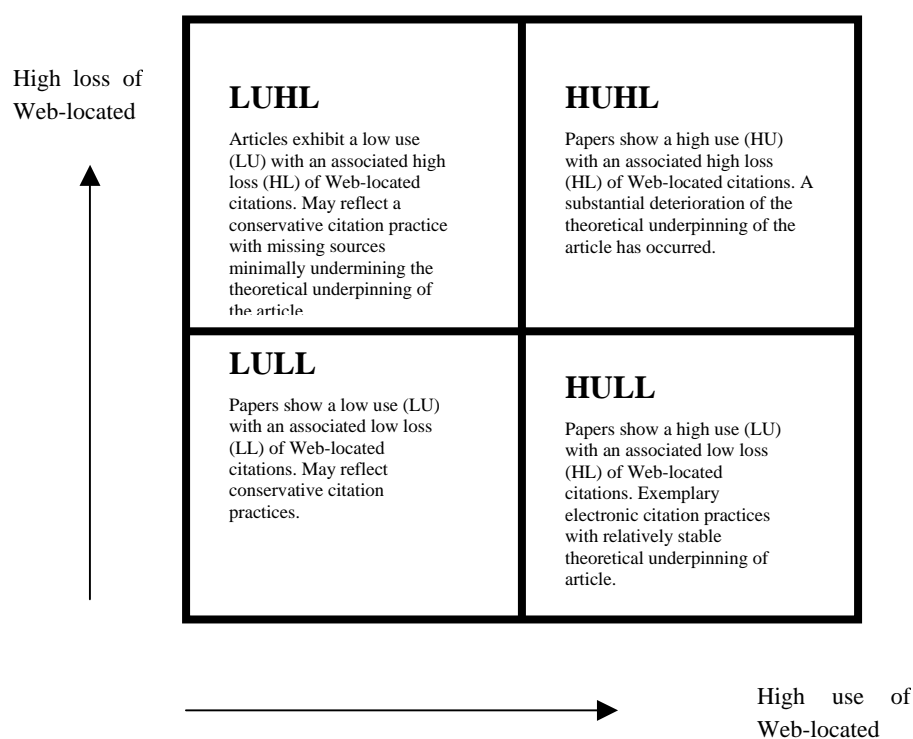 High loss of
Web-located
LUHL
Articles exhibit a low use
(LU) with an associated high
loss (HL) of Web-located
citations. May reflect a
conservative citation practice
with missing sources
minimally undermining the
theoretical underpinning of
the article
HUHL
Papers show a high use (HU)
with an associated high loss
(HL) of Web-located citations. A
substantial deterioration of the
theoretical underpinning of the
article has occurred.
LULL
Papers show a low use (LU)
with an associated low loss
(LL) of Web-located
citations. May reflect
conservative citation
practices.
HULL
Papers show a high use (LU)
with an associated low loss
(HL) of Web-located
citations. Exemplary
electronic citation practices
with relatively stable
theoretical underpinning of
article.
High use of
Web-located